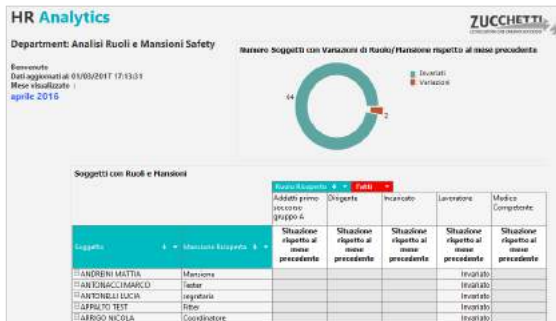 HR Analytics
ZUCCHETTI
Department: Analisi Ruoli e Mansioni Safety
Numero Soggetti con Variazioni di Ruolo/Mansione rispetto al mese precedente
Benvenuto
Dati aggiornati al: 01/03/2017 17:13:31
Mese visualizzato :
aprile 2016
Invariati
Variazioni
64
2
Soggetti con Ruoli e Mansioni
Ruolo Ricoperto Fatti
Addetti primo soccorso gruppo A Dirigente Incaricato Lavoratore Medico Competente
Soggetto Mansione Ricoperta Situazione rispetto al mese precedente Situazione rispetto al mese precedente Situazione rispetto al mese precedente Situazione rispetto al mese precedente Situazione rispetto al mese precedente
ANDREINI MATTIA Mansione Invariato
ANTONACCI MARCO Tester Invariato
ANTONELLI LUCIA segretaria Invariato
APPALTO TEST Fitter Invariato
ARRIGO NICOLA Coordinatore Invariato